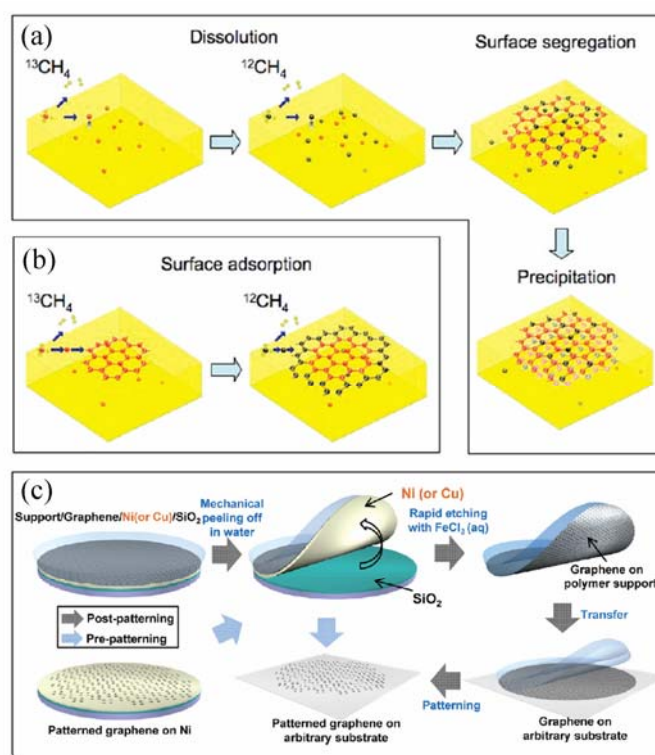 (a)
Dissolution
Surface segregation
¹³CH₄
¹²CH₄
(b)
Surface adsorption
Precipitation
¹³CH₄
¹²CH₄
(c)
Support/Graphene/Ni(or Cu)/SiO₂
Mechanical
peeling off
in water
Ni (or Cu)
Rapid etching
with FeCl₃ (aq)
SiO₂
Graphene on
polymer support
Post-patterning
Pre-patterning
Transfer
Patterning
Patterned graphene on Ni
Patterned graphene on
arbitrary substrate
Graphene on
arbitrary substrate